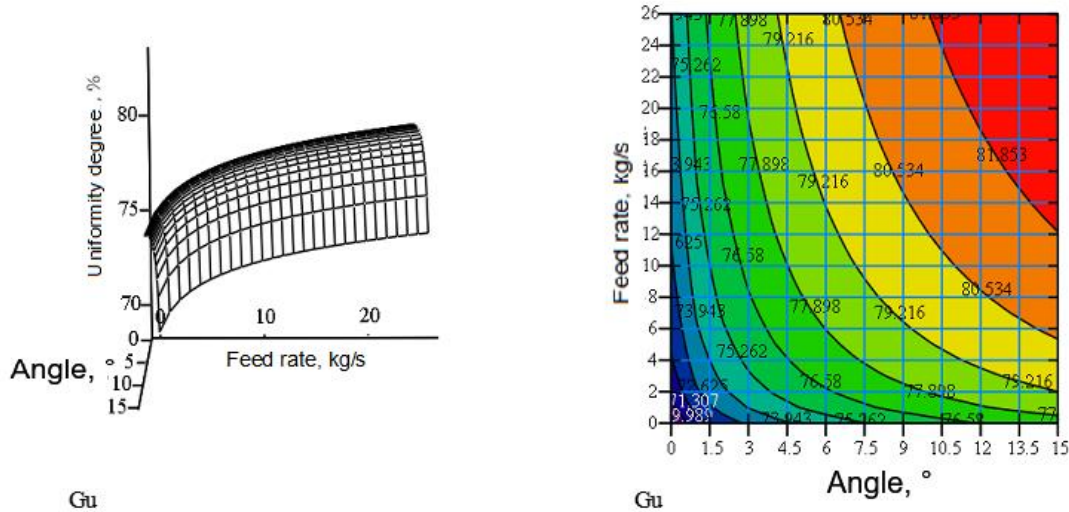 Uniformity degree., %
80
75
70
0 10 20
Feed rate, kg/s
0
5
10
15
Angle, °
Gu
Feed rate, kg/s
26
24
22
20
18
16
14
12
10
8
6
4
2
0
77.898 80.534
79.216
75.262
76.58
3.943 77.898 79.216 80.534 81.853
75.262
625 76.58
73.943 77.898 79.216 80.534
75.262
76.58 77.898 79.216
71.307
9.989 73.943 75.262 76.58 77
0 1.5 3 4.5 6 7.5 9 10.5 12 13.5 15
Angle, °
Gu